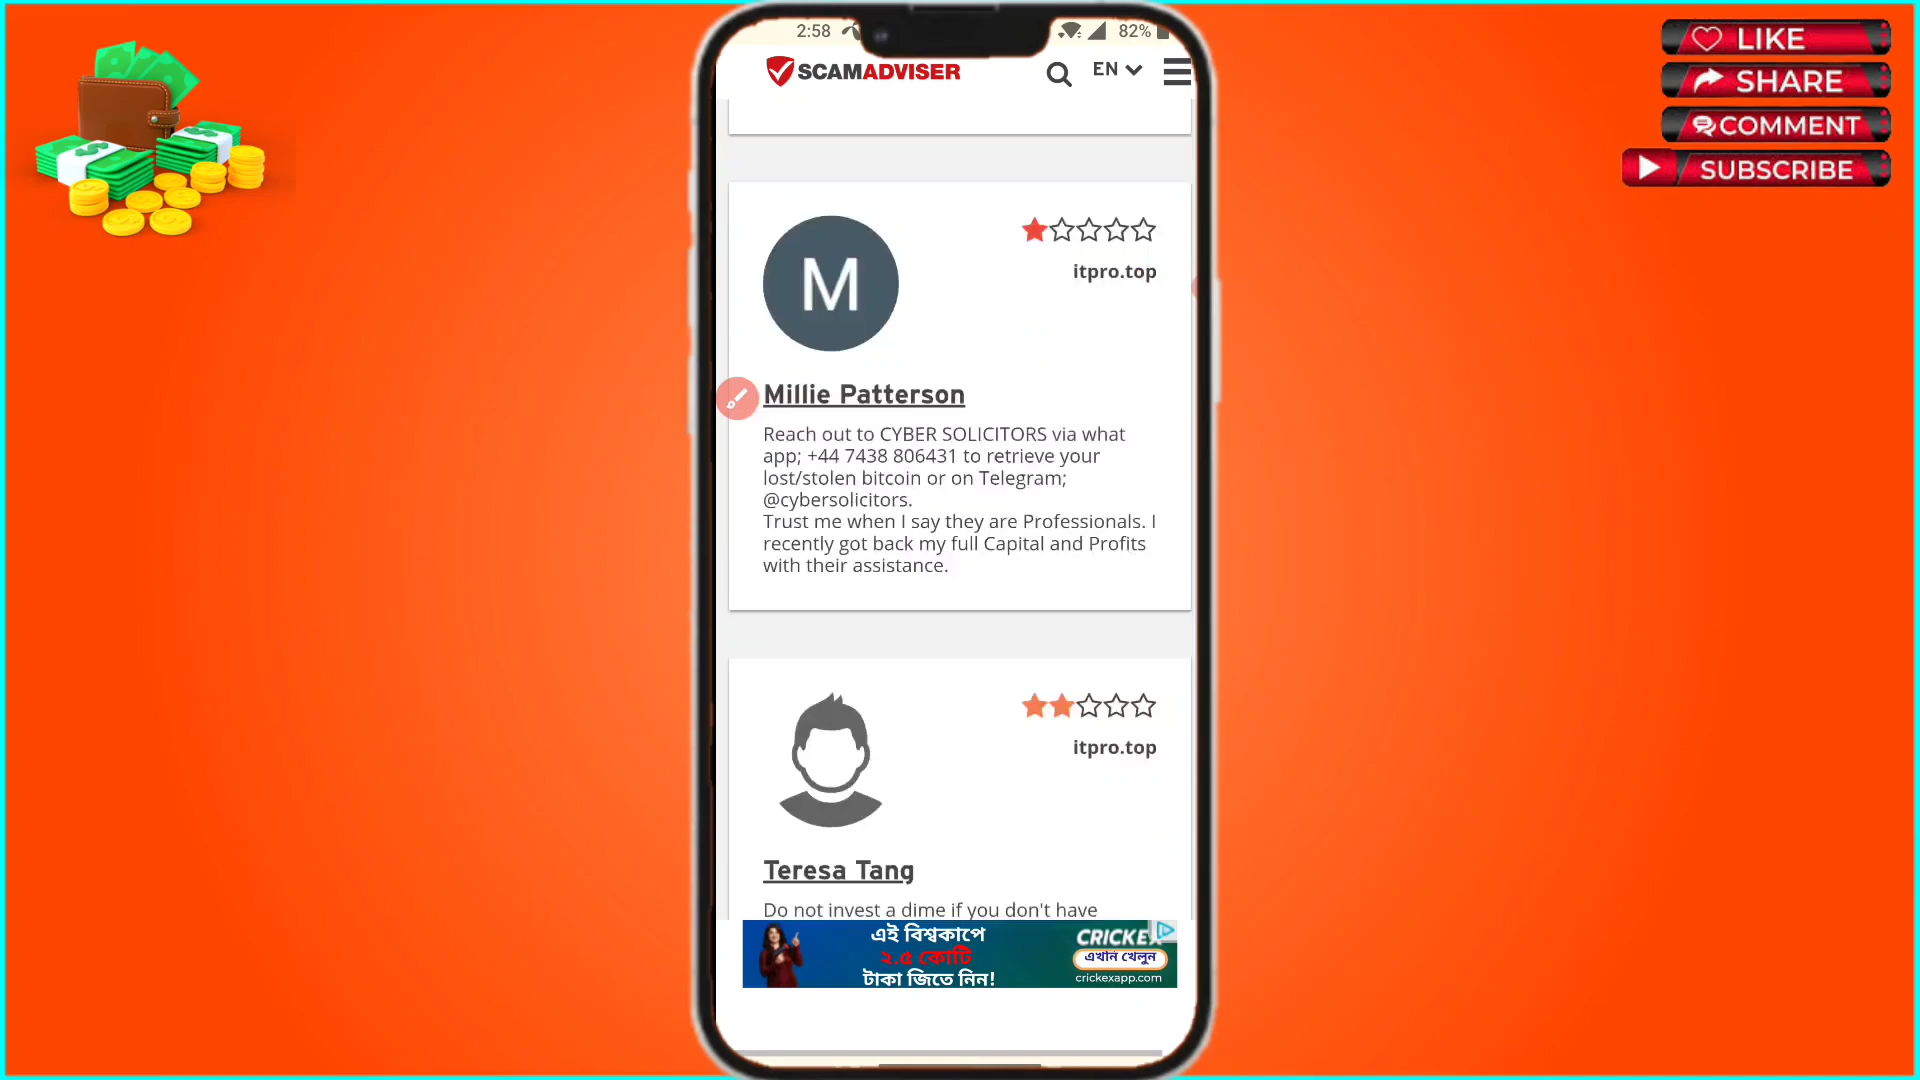 2:58
82%
SCAMADVISER
EN
LIKE
SHARE
COMMENT
SUBSCRIBE
M
itpro.top
Millie Patterson
Reach out to CYBER SOLICITORS via what
app; +44 7438 806431 to retrieve your
lost/stolen bitcoin or on Telegram;
@cybersolicitors.
Trust me when I say they are Professionals. I
recently got back my full Capital and Profits
with their assistance.
itpro.top
Teresa Tang
Do not invest a dime if you don't have
এই বিশ্বকাপে
২.৫ কোটি
টাকা জিতে নিন!
CRICKEX
এখানে খেলুন
crickexapp.com